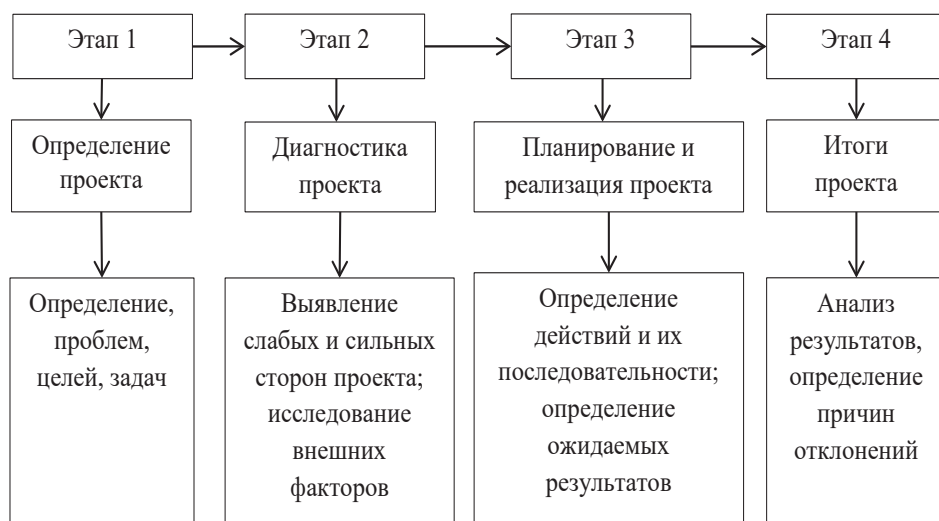 Этап 1
Этап 2
Этап 3
Этап 4
Определение
проекта
Диагностика
проекта
Планирование и
реализация проекта
Итоги
проекта
Определение,
проблем,
целей, задач
Выявление
слабых и сильных
сторон проекта;
исследование
внешних
факторов
Определение
действий и их
последовательности;
определение
ожидаемых
результатов
Анализ
результатов,
определение
причин
отклонений